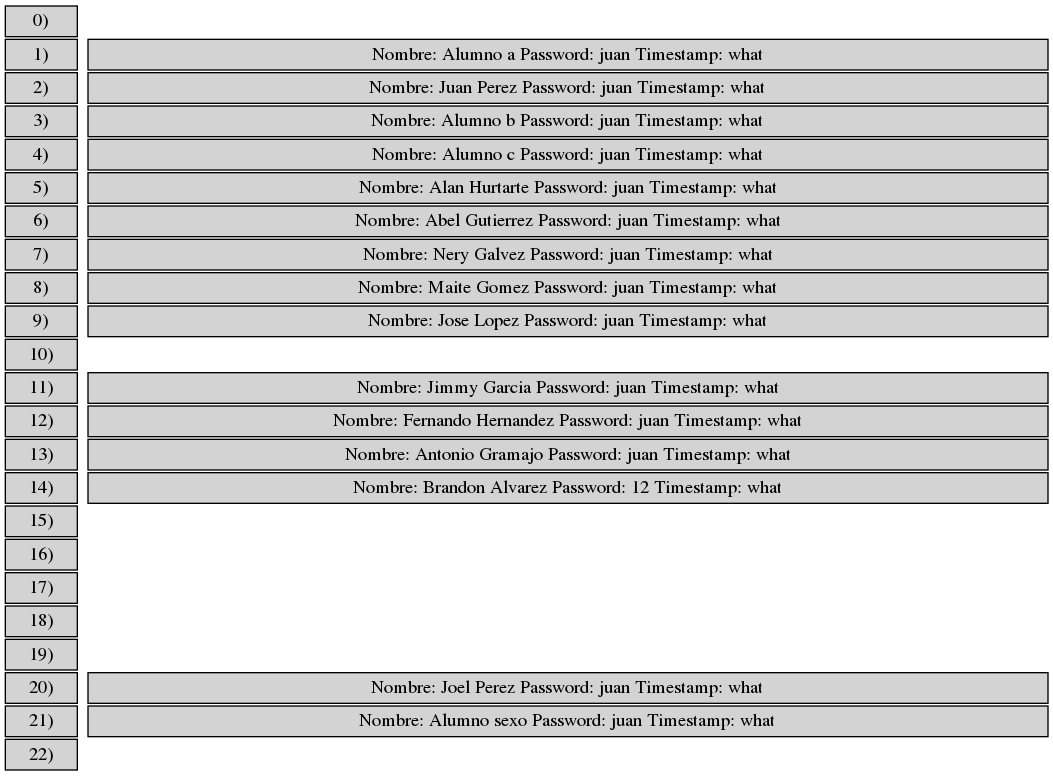 0)
1) Nombre: Alumno a Password: juan Timestamp: what
2) Nombre: Juan Perez Password: juan Timestamp: what
3) Nombre: Alumno b Password: juan Timestamp: what
4) Nombre: Alumno c Password: juan Timestamp: what
5) Nombre: Alan Hurtarte Password: juan Timestamp: what
6) Nombre: Abel Gutierrez Password: juan Timestamp: what
7) Nombre: Nery Galvez Password: juan Timestamp: what
8) Nombre: Maite Gomez Password: juan Timestamp: what
9) Nombre: Jose Lopez Password: juan Timestamp: what
10)
11) Nombre: Jimmy Garcia Password: juan Timestamp: what
12) Nombre: Fernando Hernandez Password: juan Timestamp: what
13) Nombre: Antonio Gramajo Password: juan Timestamp: what
14) Nombre: Brandon Alvarez Password: 12 Timestamp: what
15)
16)
17)
18)
19)
20) Nombre: Joel Perez Password: juan Timestamp: what
21) Nombre: Alumno sexo Password: juan Timestamp: what
22)